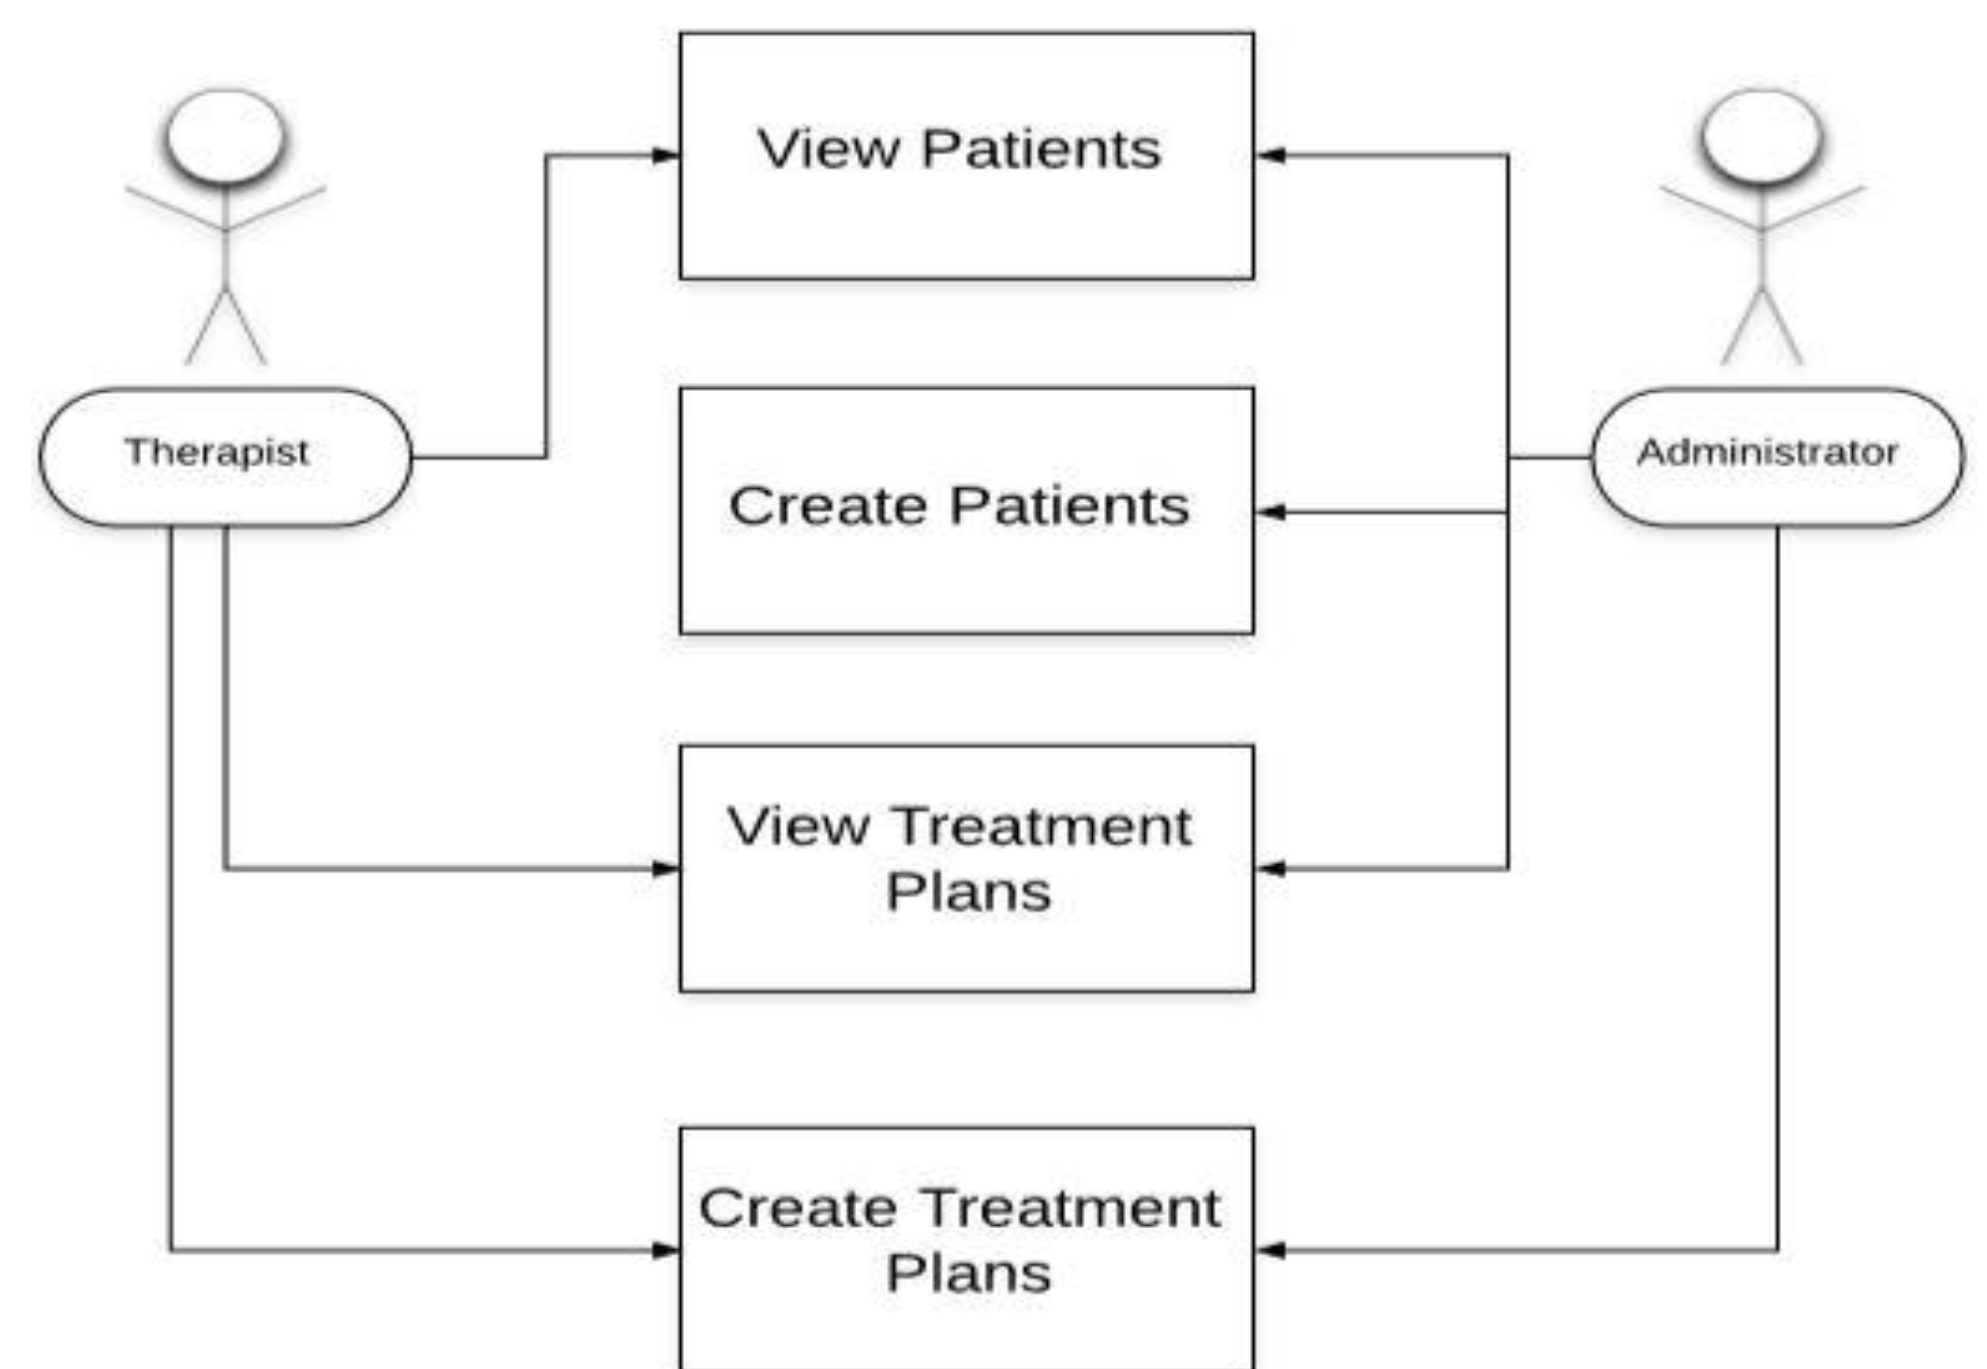 View Patients
Therapist
Administrator
Create Patients
View Treatment
Plans
Create Treatment
Plans